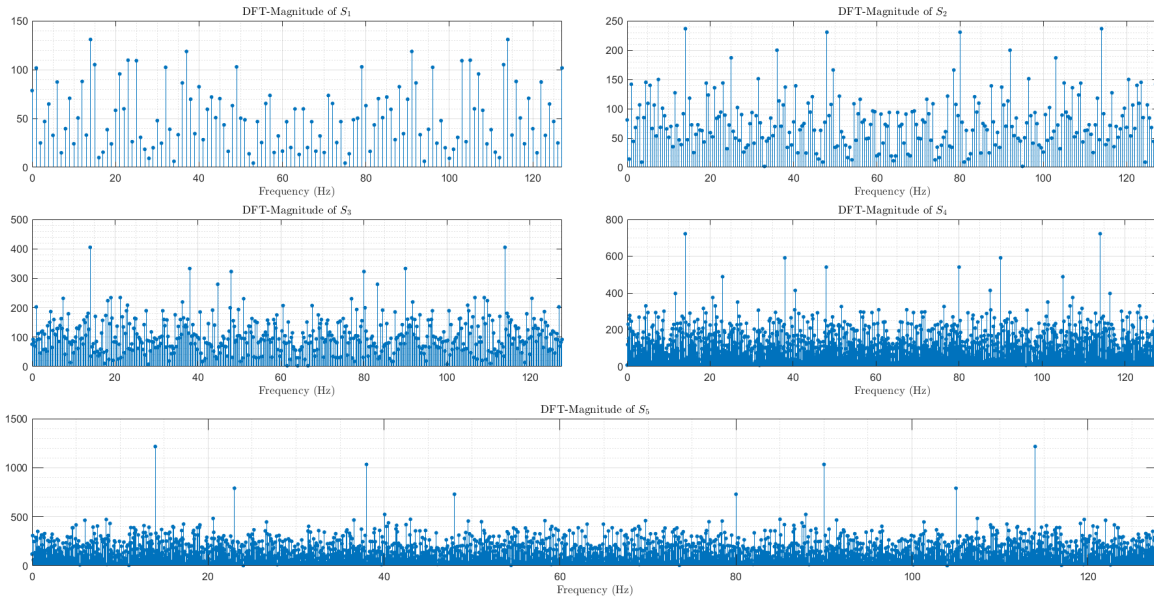 DFT-Magnitude of S₁
150
100
50
0
0 20 40 60 80 100 120
Frequency (Hz)
DFT-Magnitude of S₂
250
200
150
100
50
0
0 20 40 60 80 100 120
Frequency (Hz)
DFT-Magnitude of S₃
500
400
300
200
100
0
0 20 40 60 80 100 120
Frequency (Hz)
DFT-Magnitude of S₄
800
600
400
200
0
0 20 40 60 80 100 120
Frequency (Hz)
DFT-Magnitude of S₅
1500
1000
500
0
0 20 40 60 80 100 120
Frequency (Hz)